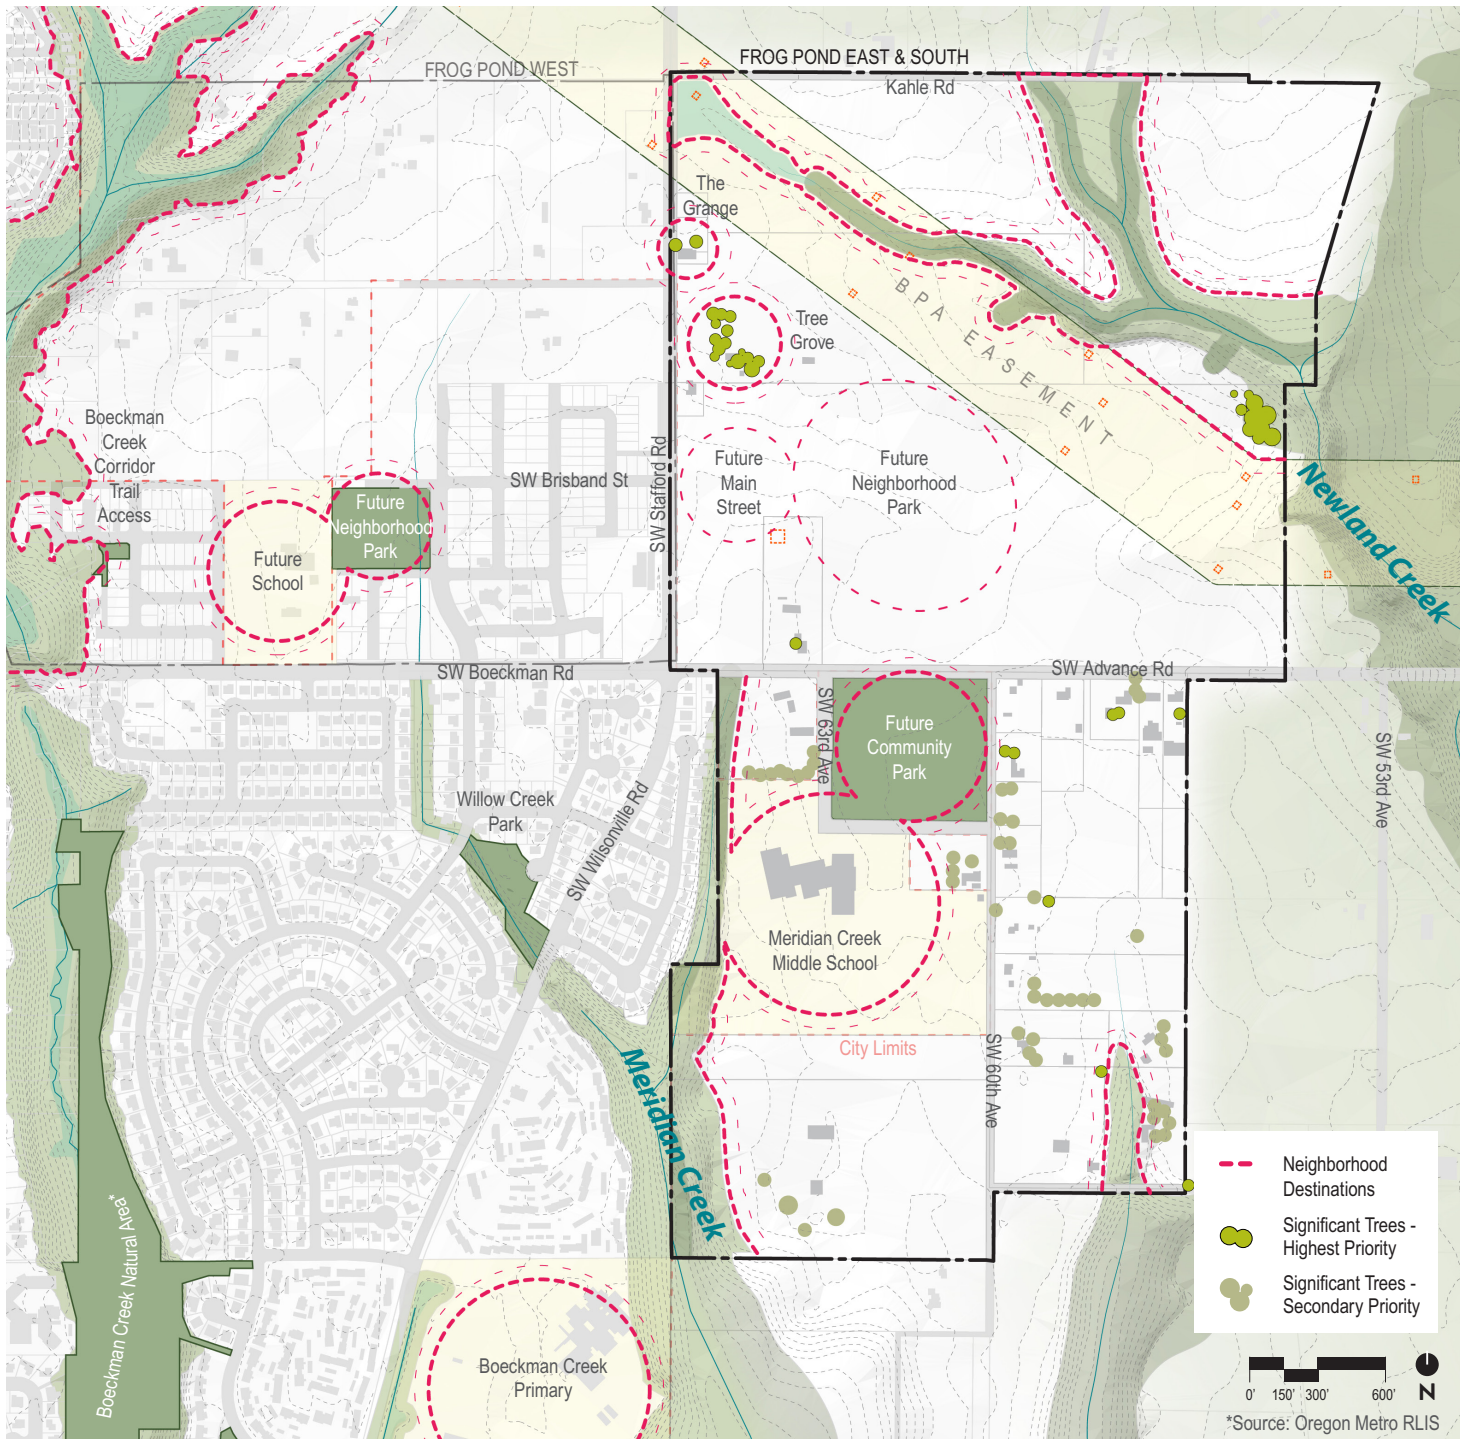 FROG POND EAST & SOUTH
FROG POND WEST
Kahle Rd
The
Grange
Tree
Grove
BPA EASEMENT
Boeckman
Creek
Corridor
Trail
Access
SW Brisband St
SW Stafford Rd
Future
Main
Street
Future
Neighborhood
Park
Future
Neighborhood
Park
Future
School
Newland Creek
SW Boeckman Rd
SW Advance Rd
SW 63rd Ave
Future
Community
Park
SW 53rd Ave
Willow Creek
Park
SW Wilsonville Rd
Meridian Creek
Middle School
City Limits
SW 60th Ave
Meridian Creek
Boeckman Creek Natural Area*
Boeckman Creek
Primary
Neighborhood
Destinations
Significant Trees -
Highest Priority
Significant Trees -
Secondary Priority
0' 150' 300' 600'
N
*Source: Oregon Metro RLIS